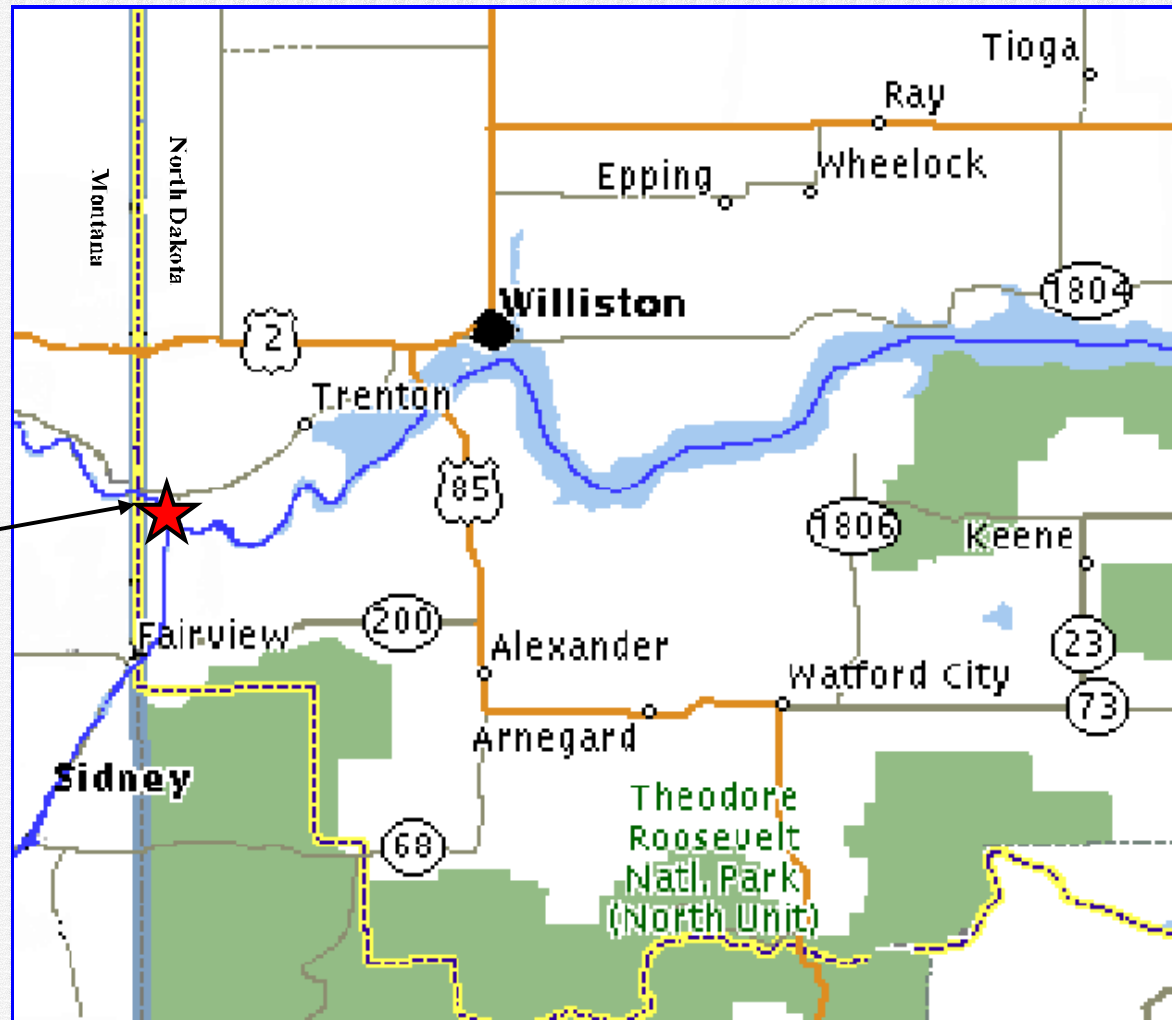 Tioga
Ray
North Dakota
Montana
Epping
Wheelock
1804
Williston
2
Trenton
85
1806
Keene
Fairview
200
Alexander
23
Watford City
73
Arnegard
Sidney
Theodore
Roosevelt
Natl. Park
(North Unit)
68